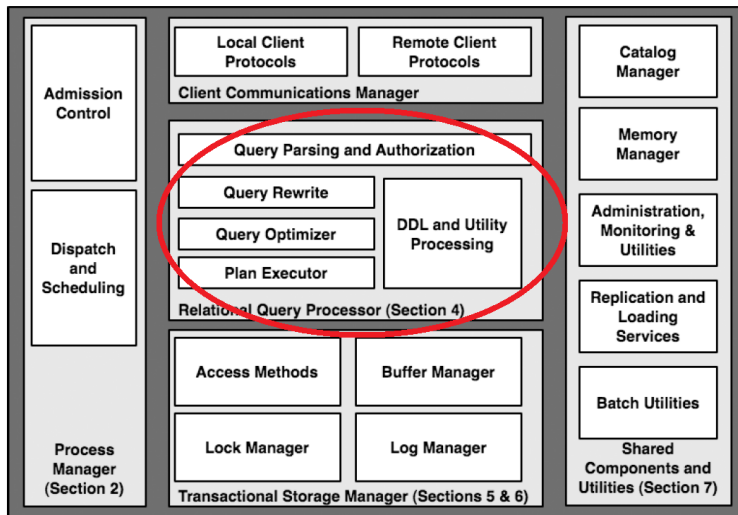 Admission
Control
Dispatch
and
Scheduling
Process
Manager
(Section 2)
Local Client
Protocols
Remote Client
Protocols
Client Communications Manager
Query Parsing and Authorization
Query Rewrite
Query Optimizer
Plan Executor
DDL and Utility
Processing
Relational Query Processor (Section 4)
Access Methods
Buffer Manager
Lock Manager
Log Manager
Transactional Storage Manager (Sections 5 & 6)
Catalog
Manager
Memory
Manager
Administration,
Monitoring &
Utilities
Replication and
Loading
Services
Batch Utilities
Shared
Components and
Utilities (Section 7)